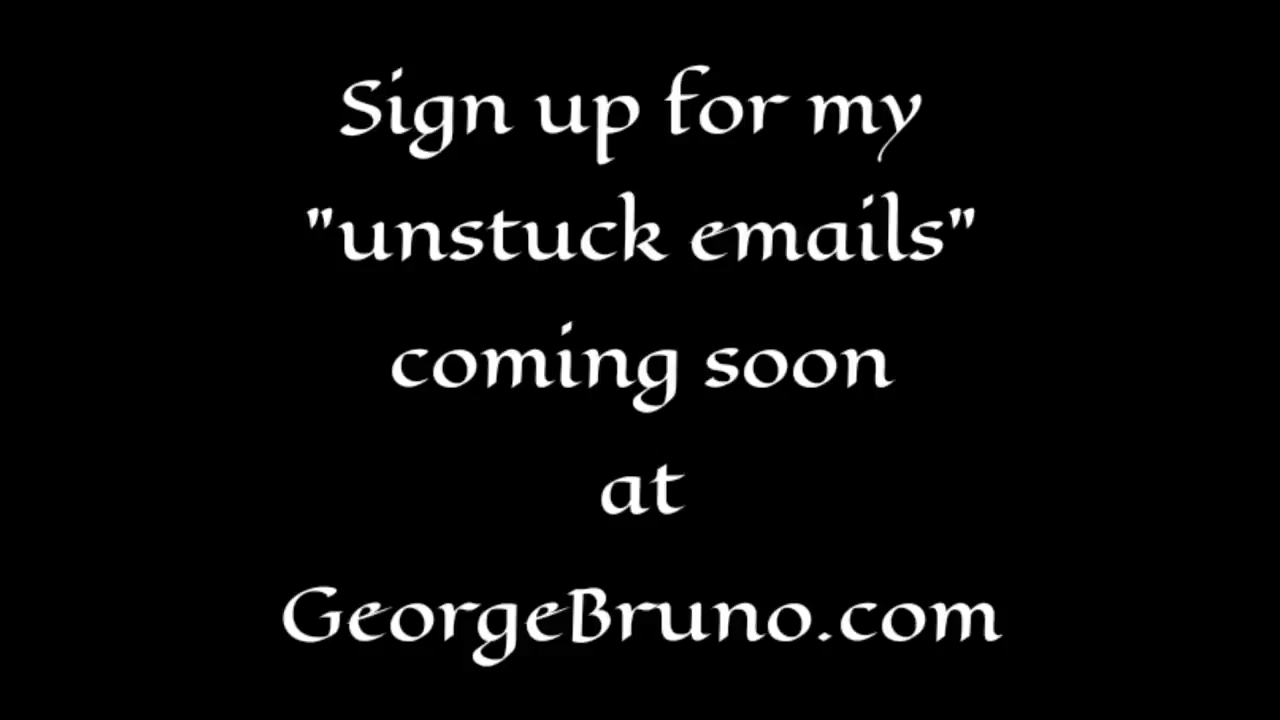 Sign up for my
"unstuck emails"
coming soon
at
GeorgeBruno.com